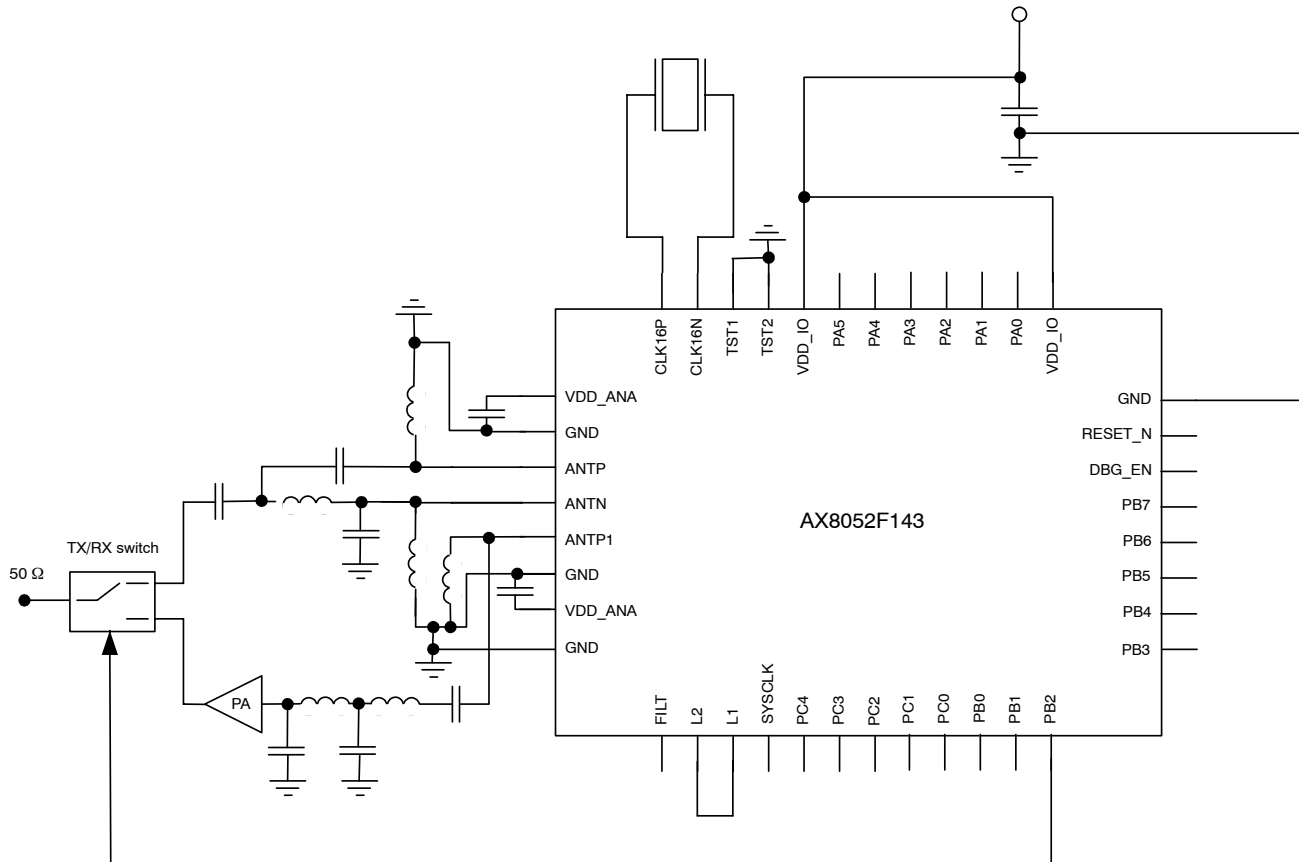 CLK16P
CLK16N
TST1
TST2
VDD_IO
PA5
PA4
PA3
PA2
PA1
PA0
VDD_IO
VDD_ANA
GND
ANTP
ANTN
ANTP1
GND
VDD_ANA
GND
AX8052F143
GND
RESET_N
DBG_EN
PB7
PB6
PB5
PB4
PB3
TX/RX switch
50 Ω
PA
FILT
L2
L1
SYSCLK
PC4
PC3
PC2
PC1
PC0
PB0
PB1
PB2